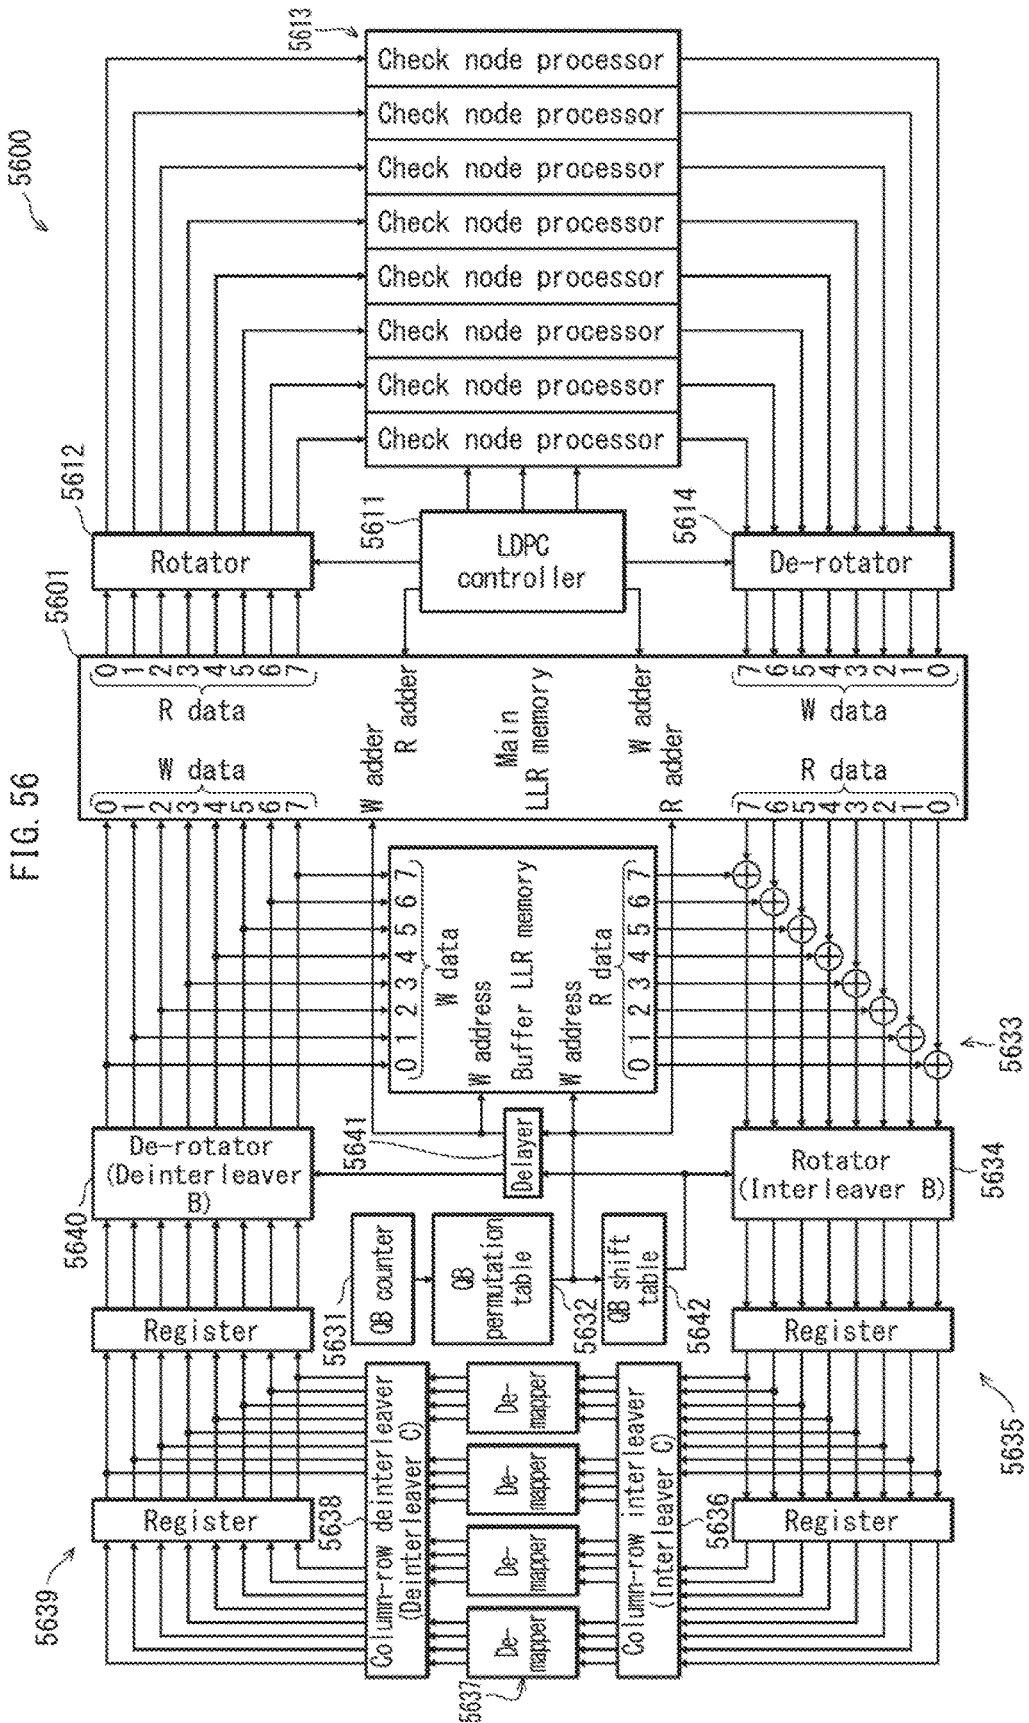 FIG. 56
5600
5613
Check node processor
Check node processor
Check node processor
Check node processor
Check node processor
Check node processor
Check node processor
Check node processor
5612
Rotator
5611
LDPC
controller
5614
De-rotator
5601
0
1
2
3
4
5
6
7
R data
W data
0
1
2
3
4
5
6
7
W adder
R adder
Main
LLR memory
W adder
R adder
7
6
5
4
3
2
1
0
W data
R data
7
6
5
4
3
2
1
0
0 1 2 3 4 5 6 7
W data
W address
Buffer LLR memory
W address
R data
0 1 2 3 4 5 6 7
5633
5640
De-rotator
(Deinterleaver
B)
5641
Delayer
Rotator
(Interleaver B)
5634
5631
QB counter
QB
permutation
table
5632
QB shift
table
5642
Register
Register
5635
5639
Register
5638
Column-row deinterleaver
(Deinterleaver C)
De-
mapper
De-
mapper
De-
mapper
De-
mapper
5637
Column-row interleaver
(Interleaver C)
5636
Register